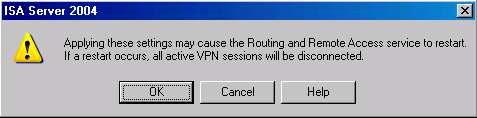 ISA Server 2004
Applying these settings may cause the Routing and Remote Access service to restart.
If a restart occurs, all active VPN sessions will be disconnected.
OK
Cancel
Help